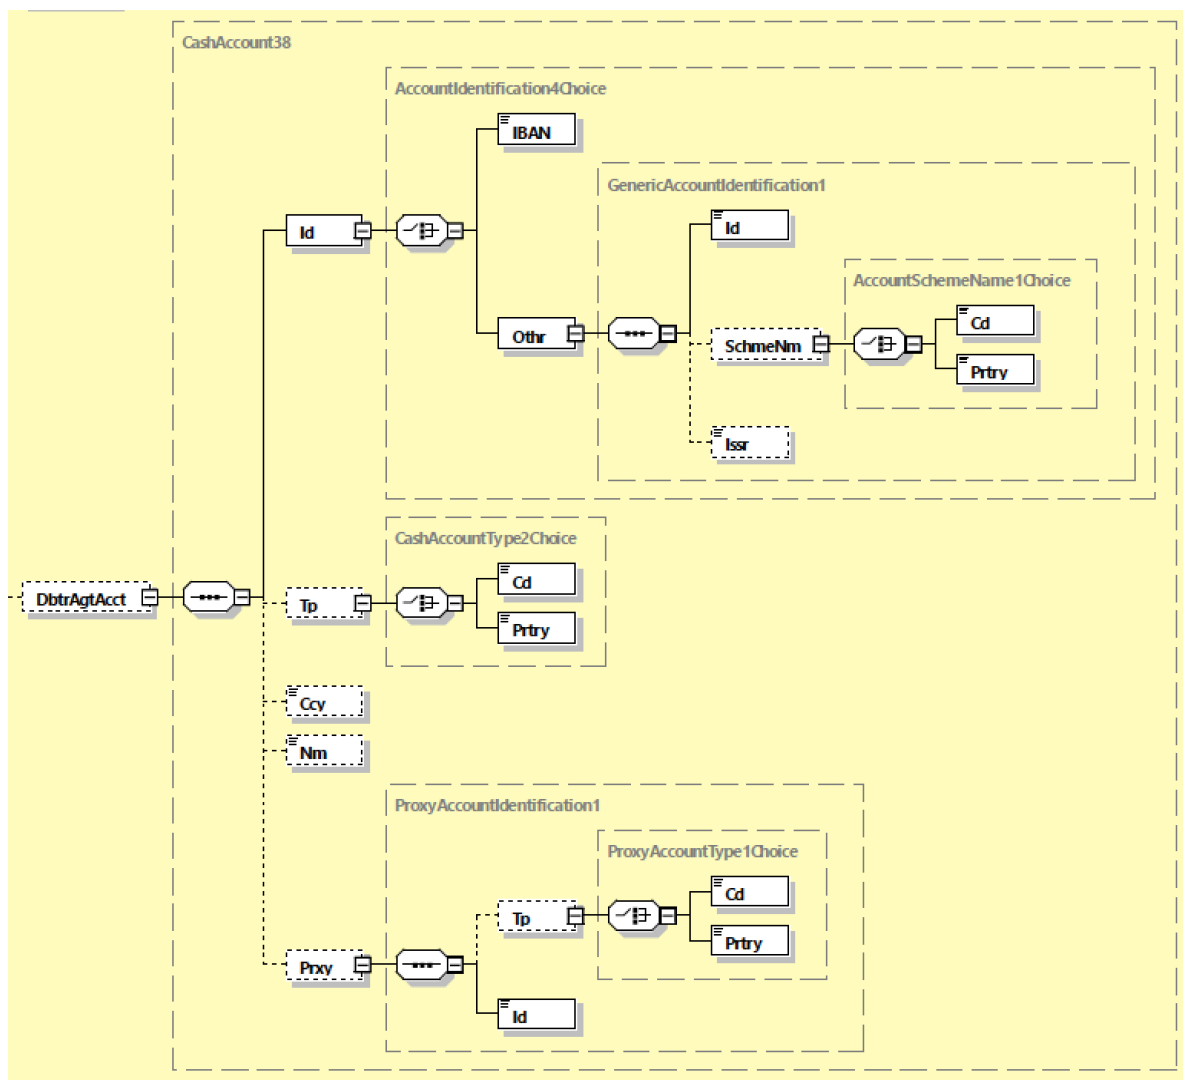 CashAccount38
AccountIdentification4Choice
IBAN
GenericAccountIdentification1
Id
Id
AccountSchemeName1Choice
Cd
Othr
SchmeNm
Prtry
Issr
CashAccountType2Choice
Cd
DbtrAgtAcct
Tp
Prtry
Ccy
Nm
ProxyAccountIdentification1
ProxyAccountType1Choice
Cd
Tp
Prtry
Prxy
Id